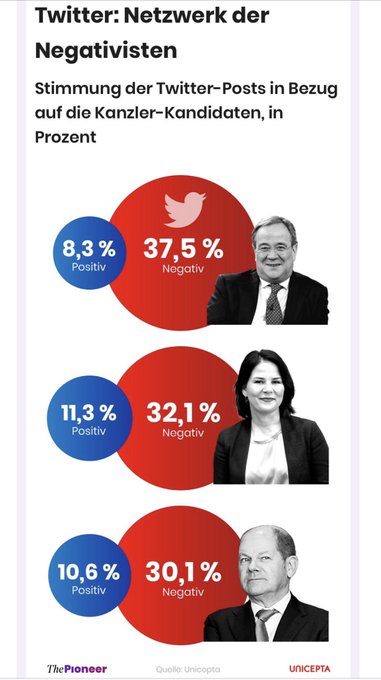 Twitter: Netzwerk der
Negativisten
Stimmung der Twitter-Posts in Bezug
auf die Kanzler-Kandidaten, in
Prozent
8,3 %
Positiv
37,5 %
Negativ
11,3 %
Positiv
32,1 %
Negativ
10,6 %
Positiv
30,1 %
Negativ
ThePioneer
Quelle: Unicepta
UNICEPTA